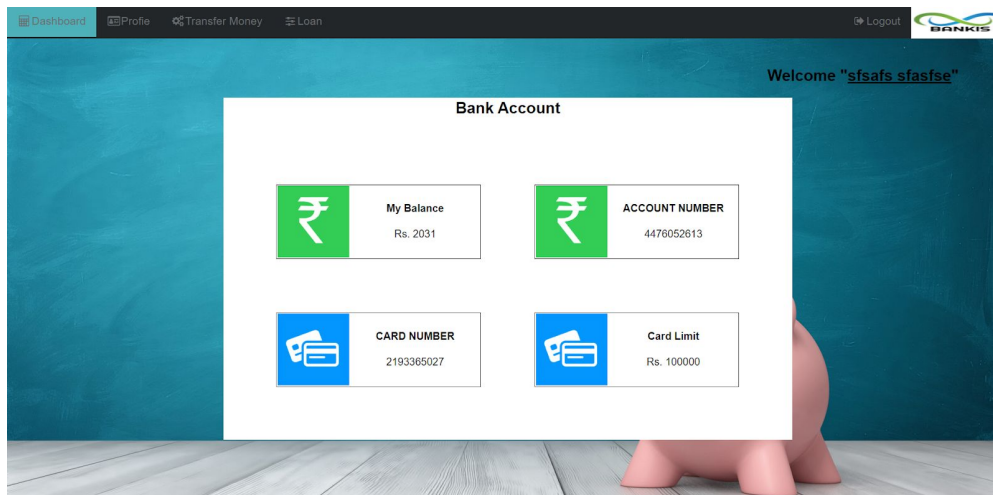 Dashboard Profie Transfer Money Loan Logout BANKIS
Welcome "sfsafs sfasfse"
Bank Account
My Balance
Rs. 2031
ACCOUNT NUMBER
4476052613
CARD NUMBER
2193365027
Card Limit
Rs. 100000